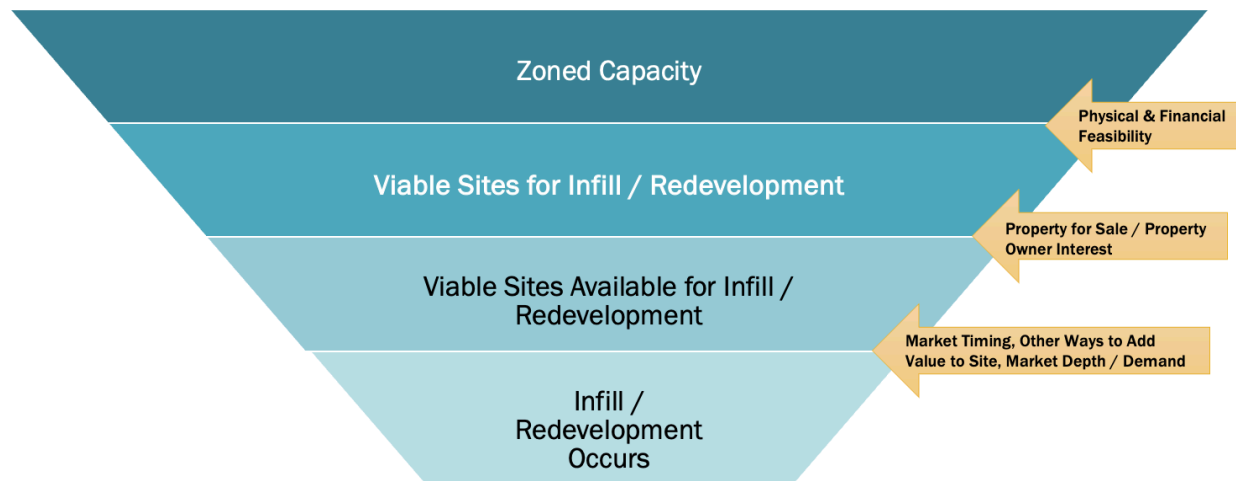 Zoned Capacity
Physical & Financial
Feasibility
Viable Sites for Infill / Redevelopment
Property for Sale / Property
Owner Interest
Viable Sites Available for Infill /
Redevelopment
Market Timing, Other Ways to Add
Value to Site, Market Depth / Demand
Infill /
Redevelopment
Occurs